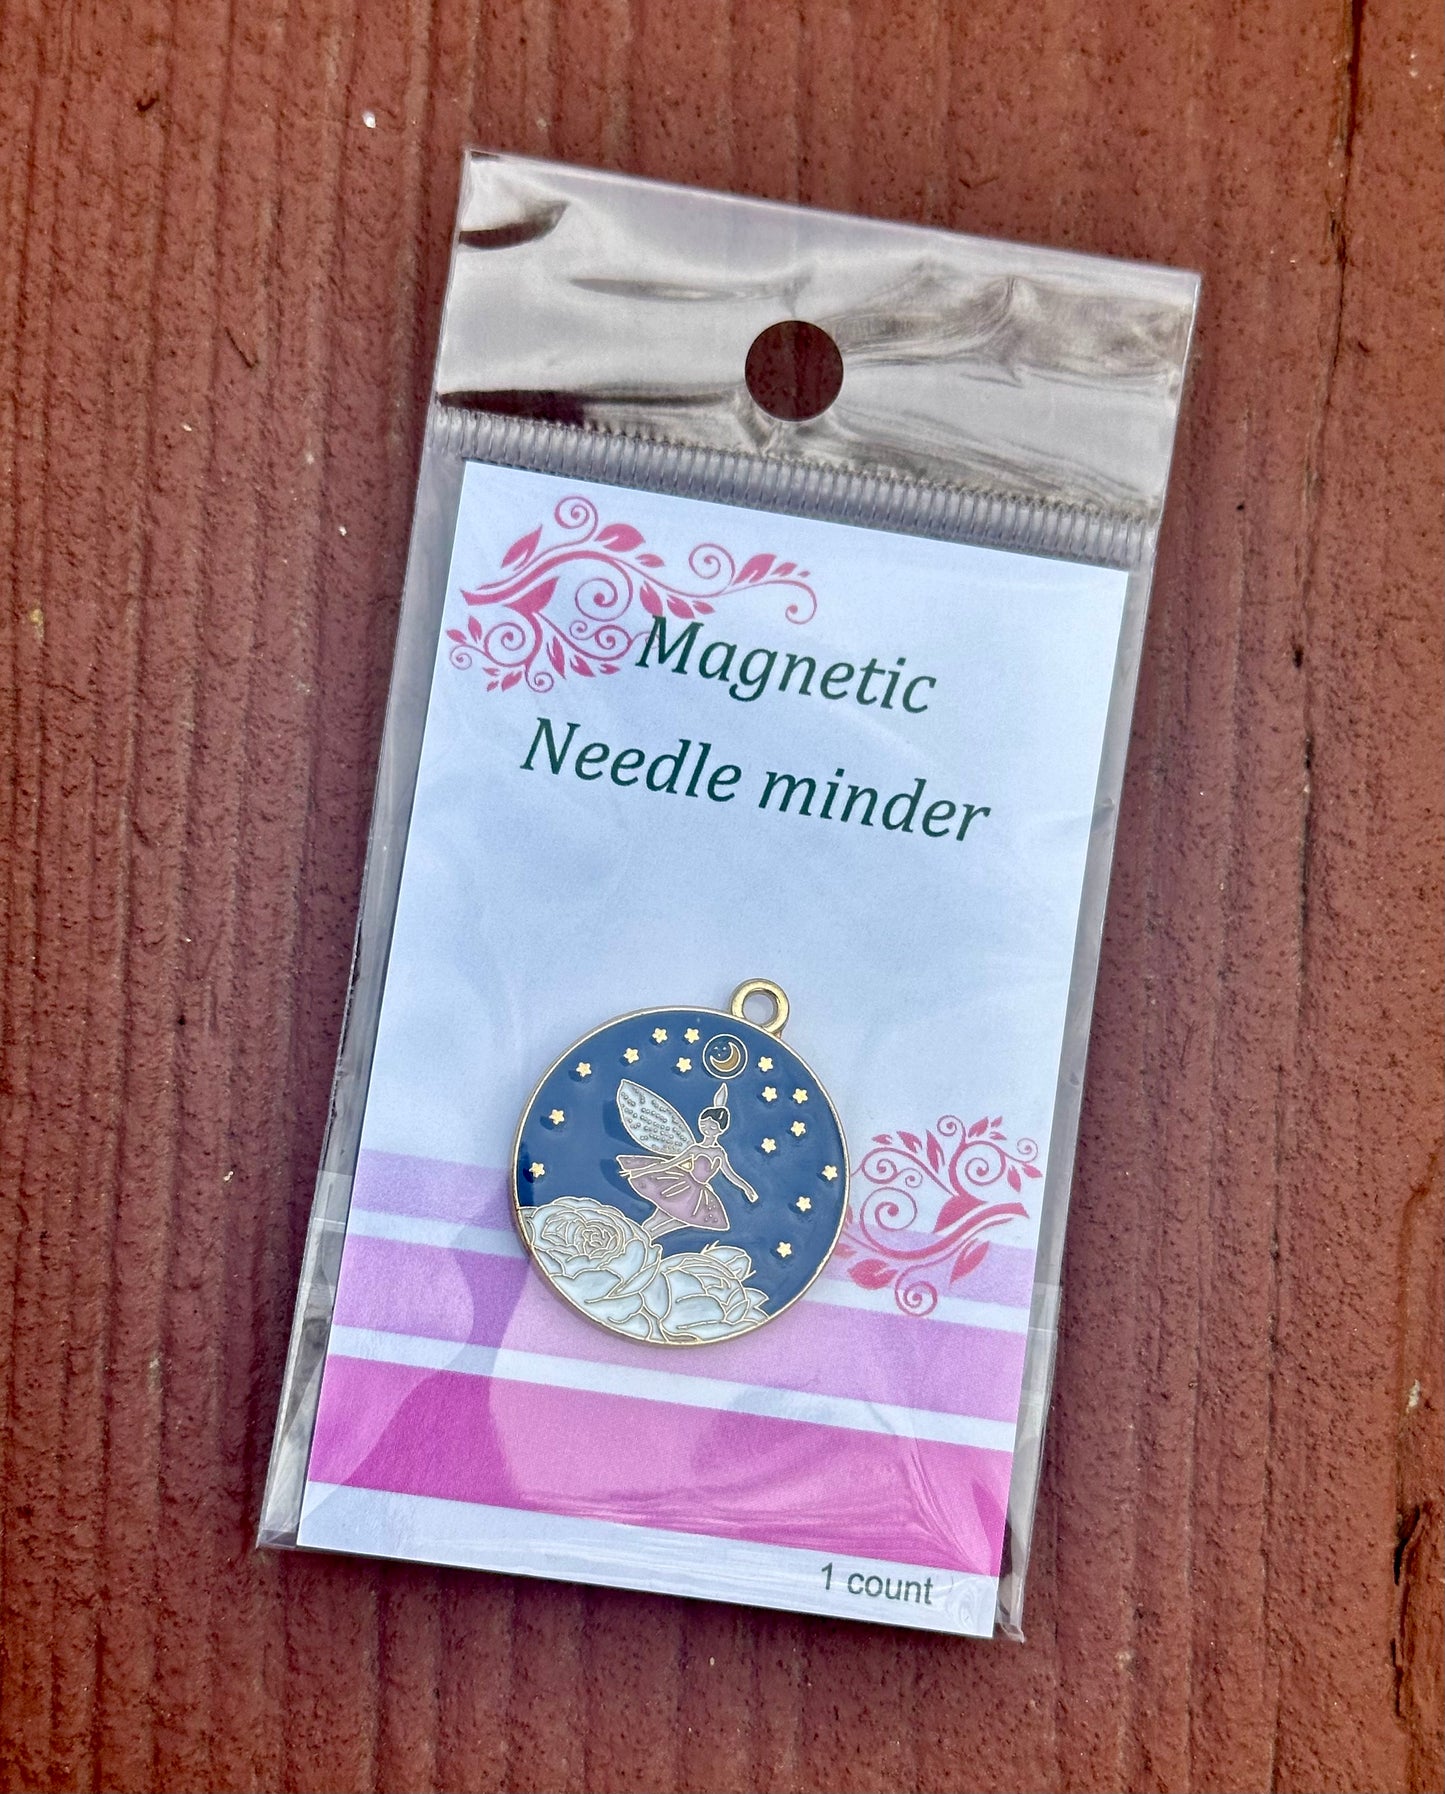 Magnetic
Needle minder
1 count